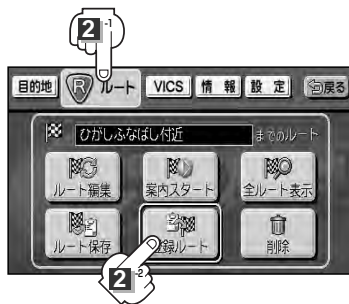 2-1
目的地 R ルート VICS 情報 設定 戻る
ひがしふなばし付近 までのルート
ルート編集 案内スタート 全ルート表示
ルート保存 登録ルート 削除
2-2